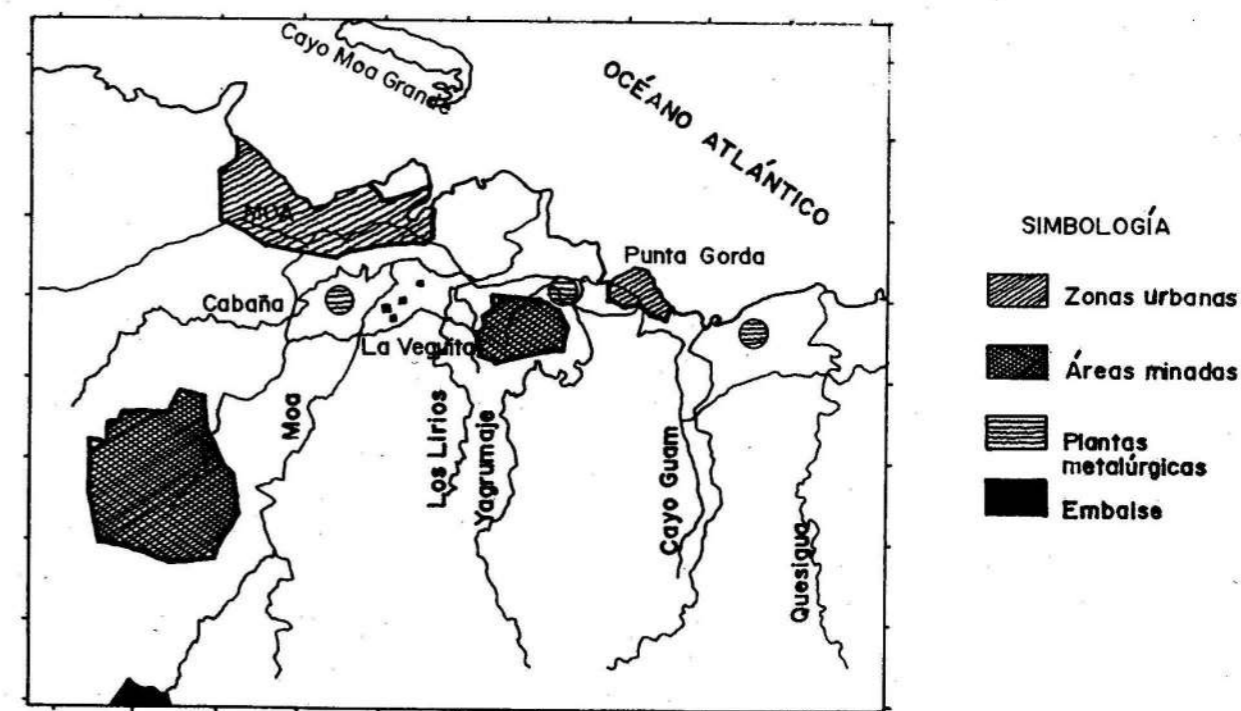 Cayo Moa Grande
OCÉANO ATLÁNTICO
MOA
Punta Gorda
Cabaña
La Veguita
Moa
Los Lirios
Yagrumaje
Cayo Guam
Quesigua
SIMBOLOGÍA
Zonas urbanas
Áreas minadas
Plantas
metalúrgicas
Embalse